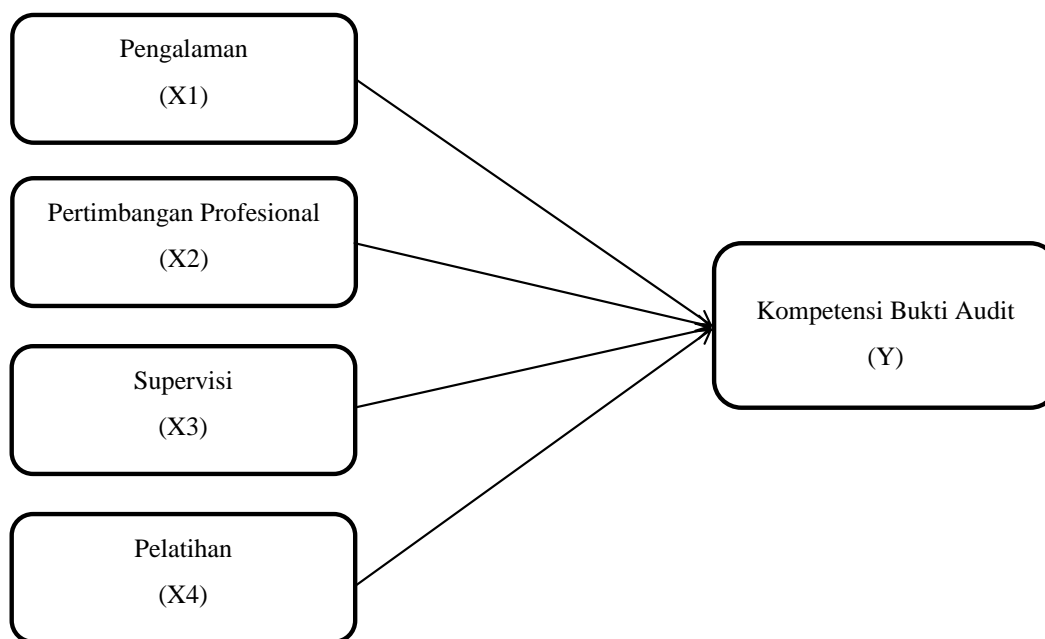 Pengalaman
(X1)
Pertimbangan Profesional
(X2)
Supervisi
(X3)
Pelatihan
(X4)
Kompetensi Bukti Audit
(Y)